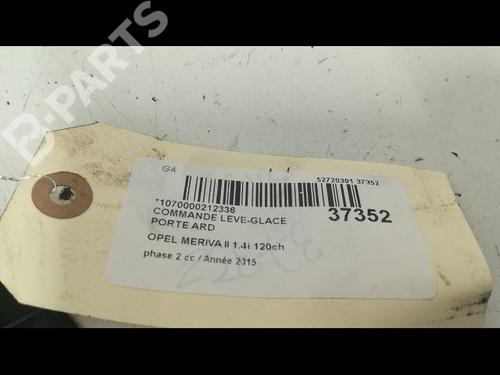 B-PARTS
GA
52720301 37352
*1070000212336
37352
COMMANDE LEVE-GLACE
PORTE ARD
OPEL MERIVA II 1.4i 120ch
phase 2 cc / Année 2015